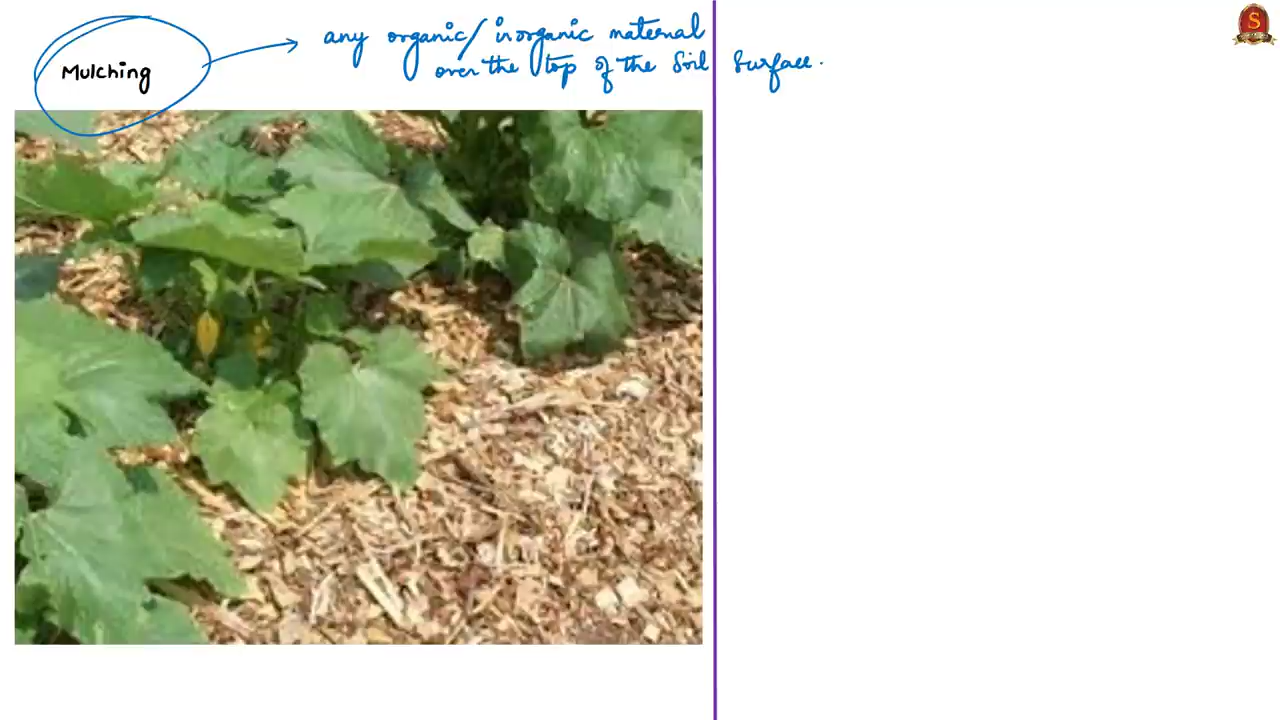 any organic/inorganic material
Mulching
over the top of the Soil Surface.
S